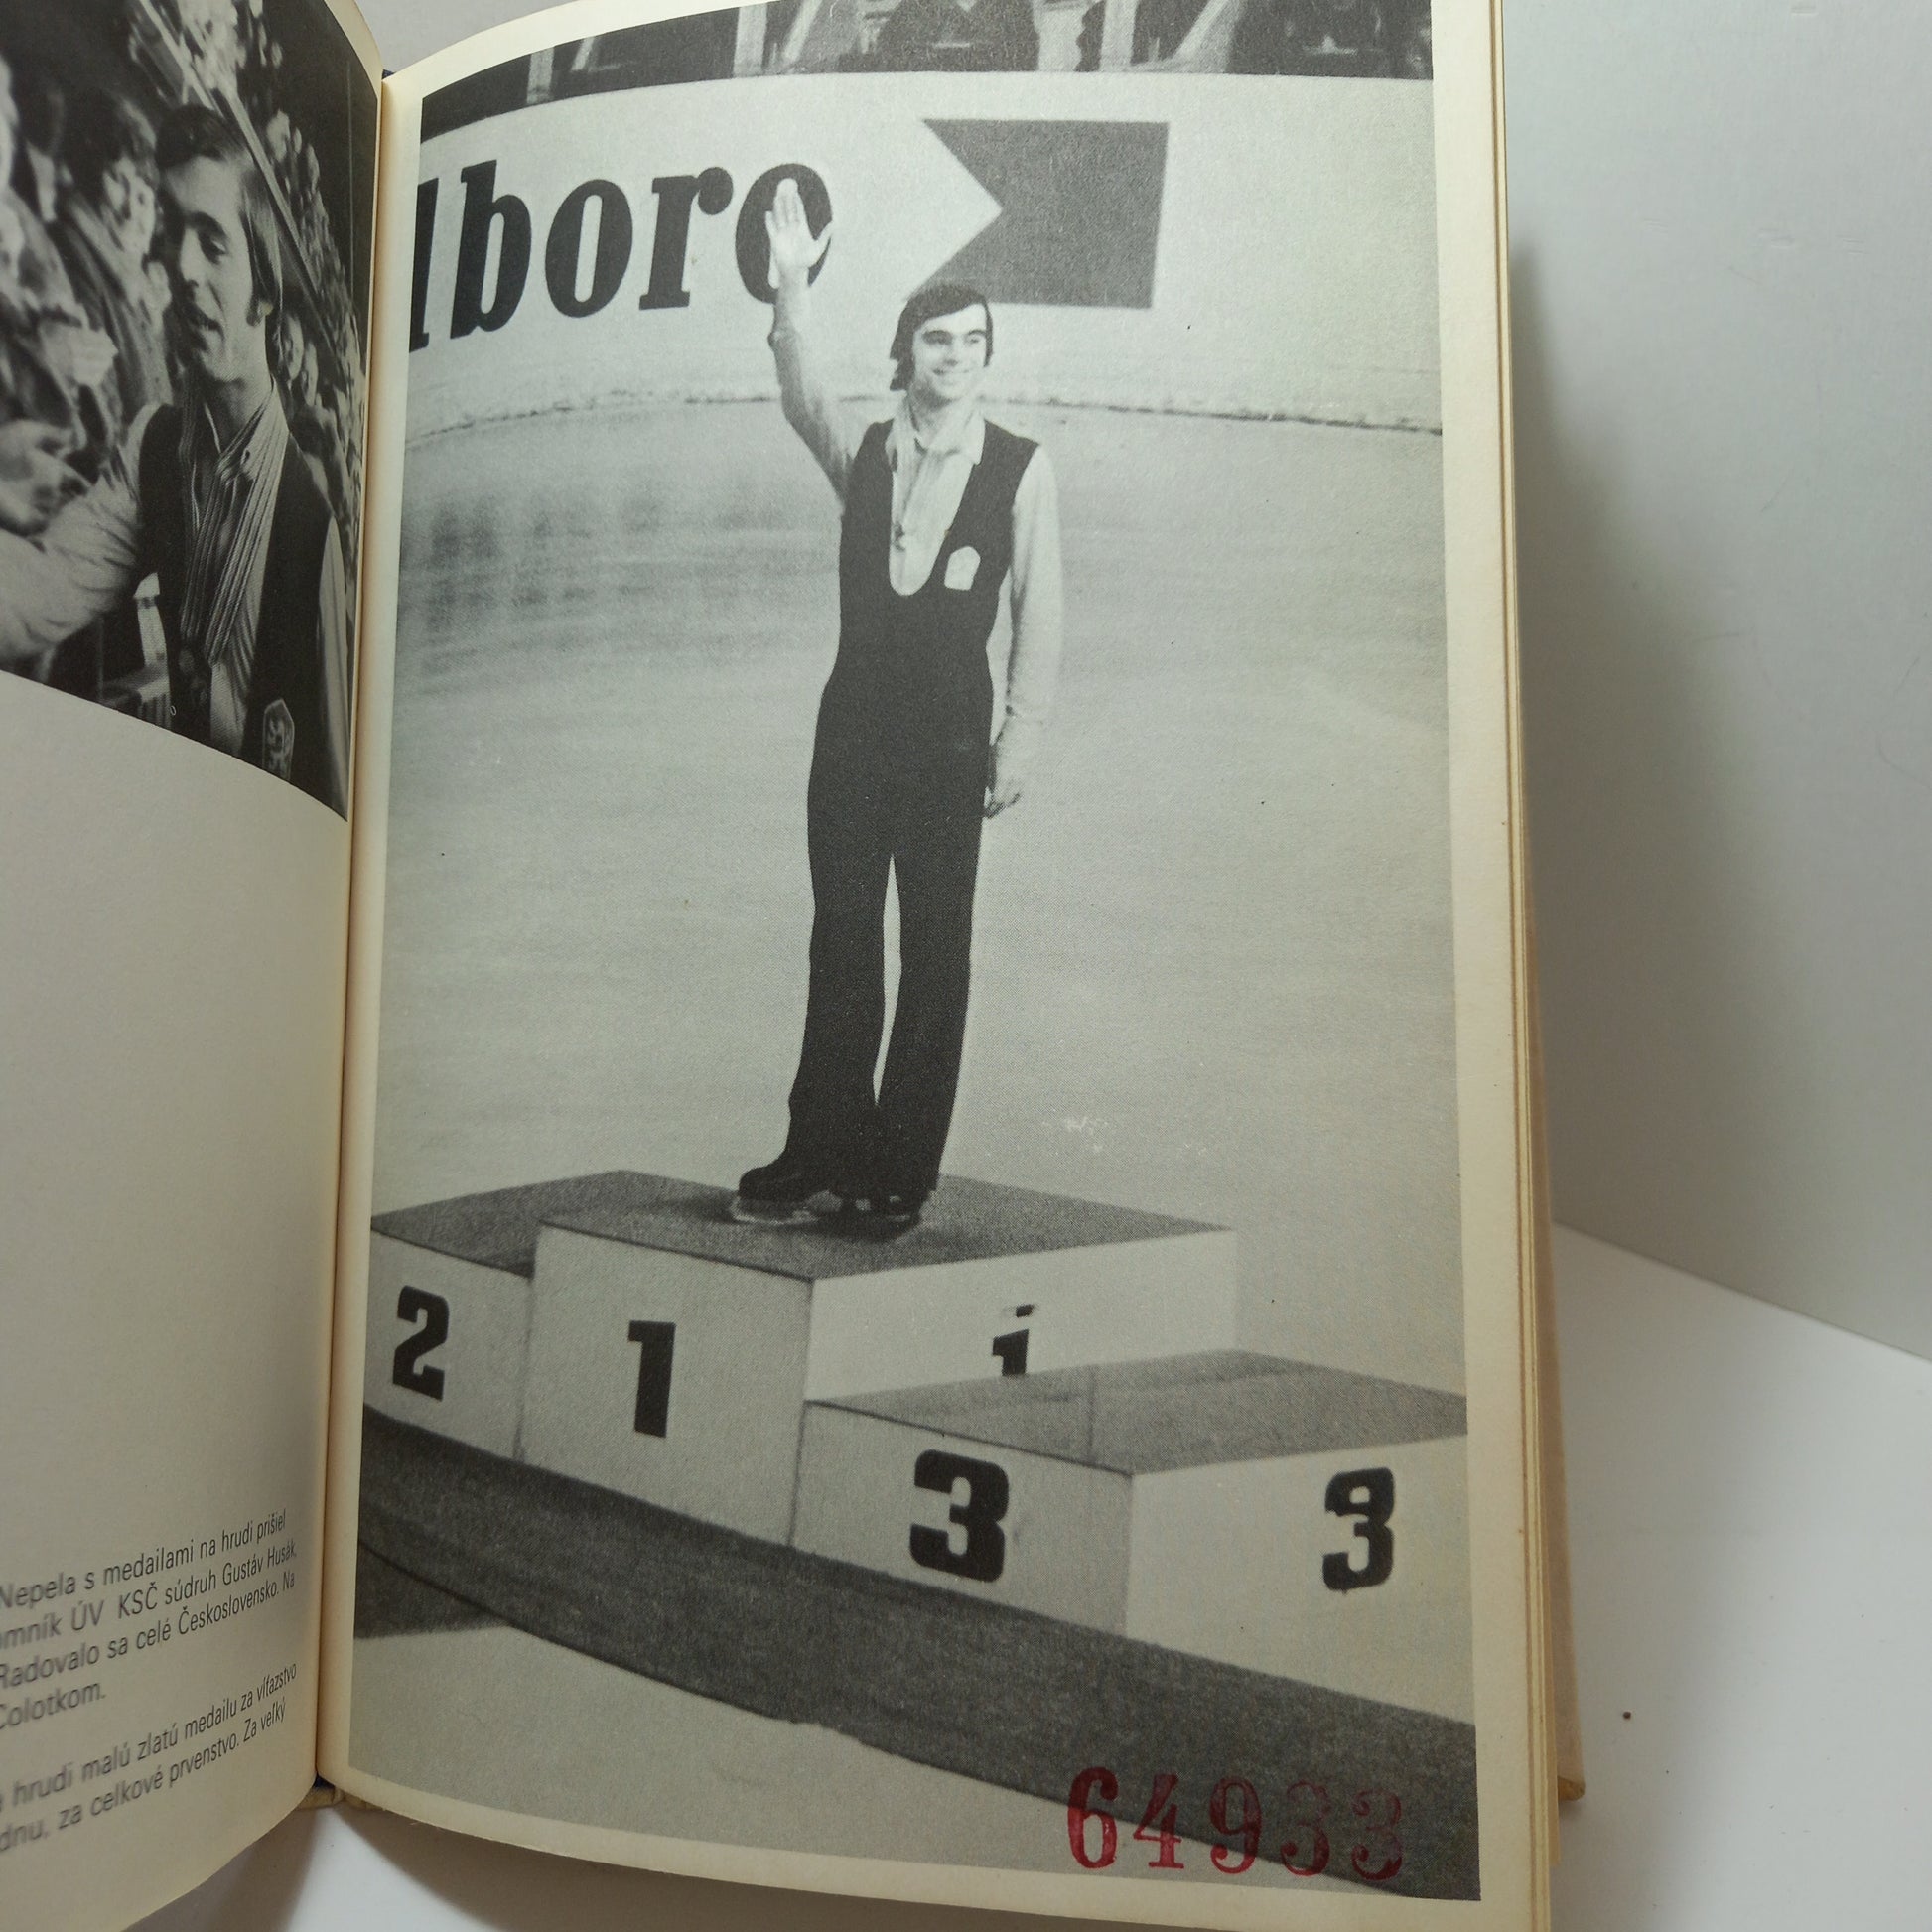 lboro
2
1
1
3
3
Nepela s medailami na hrudi prišiel
ÚV KSČ súdruh Gustáv Husák,
Radovalo sa celé Československo. Na
Colotkom.
hrudi malú zlatú medailu za víťazstvo
dnu, za celkové prvenstvo. Za veľký
64933